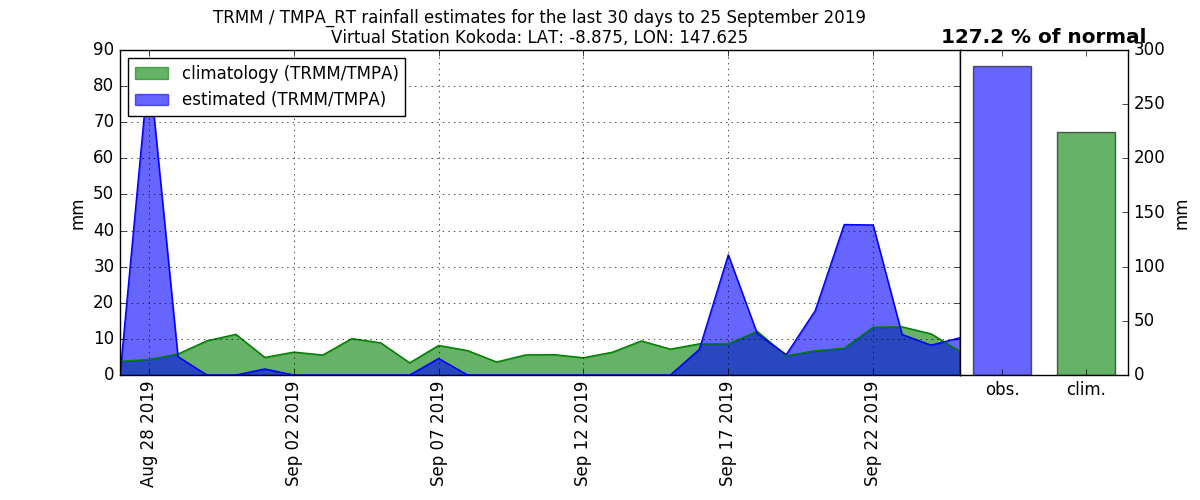 TRMM / TMPA_RT rainfall estimates for the last 30 days to 25 September 2019
Virtual Station Kokoda: LAT: -8.875, LON: 147.625
127.2 % of normal
climatology (TRMM/TMPA)
estimated (TRMM/TMPA)
90
80
70
60
50
40
30
20
10
0
mm
300
250
200
150
100
50
0
mm
obs.
clim.
Aug 28 2019
Sep 02 2019
Sep 07 2019
Sep 12 2019
Sep 17 2019
Sep 22 2019